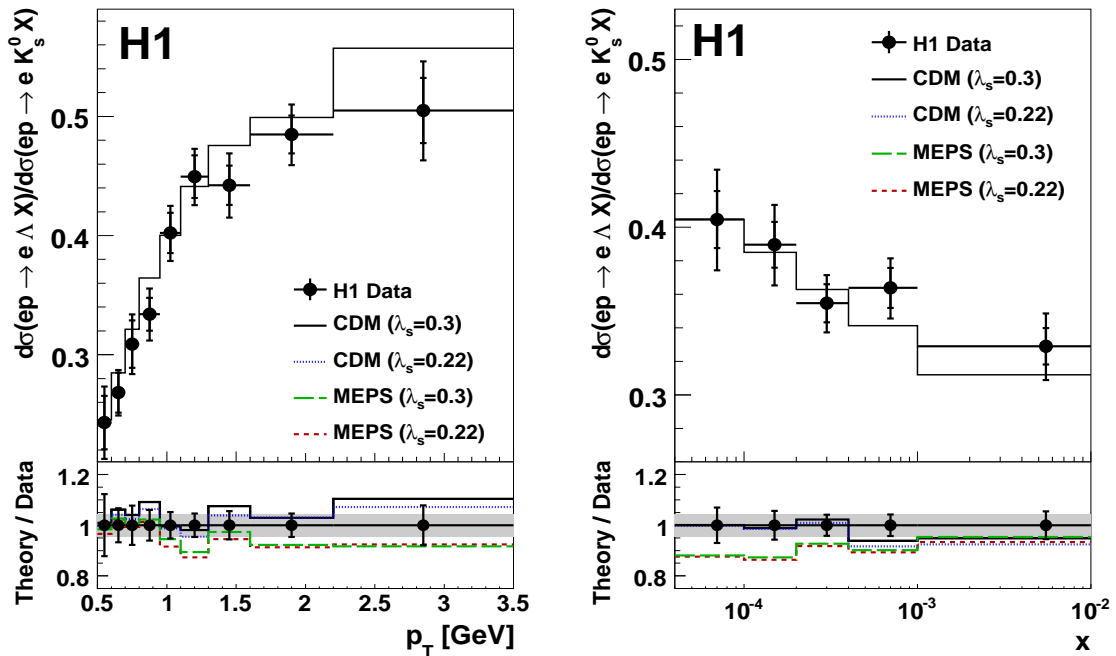 H1
dσ(ep → e Λ X)/dσ(ep → e K⁰ₛ X)
0.5
0.4
0.3
H1 Data
CDM (λₛ=0.3)
CDM (λₛ=0.22)
MEPS (λₛ=0.3)
MEPS (λₛ=0.22)
Theory / Data
1.2
1
0.8
0.5 1 1.5 2 2.5 3 3.5
p_T [GeV]
H1
dσ(ep → e Λ X)/dσ(ep → e K⁰ₛ X)
0.5
0.4
0.3
H1 Data
CDM (λₛ=0.3)
CDM (λₛ=0.22)
MEPS (λₛ=0.3)
MEPS (λₛ=0.22)
Theory / Data
1.2
1
0.8
10⁻⁴ 10⁻³ 10⁻²
x